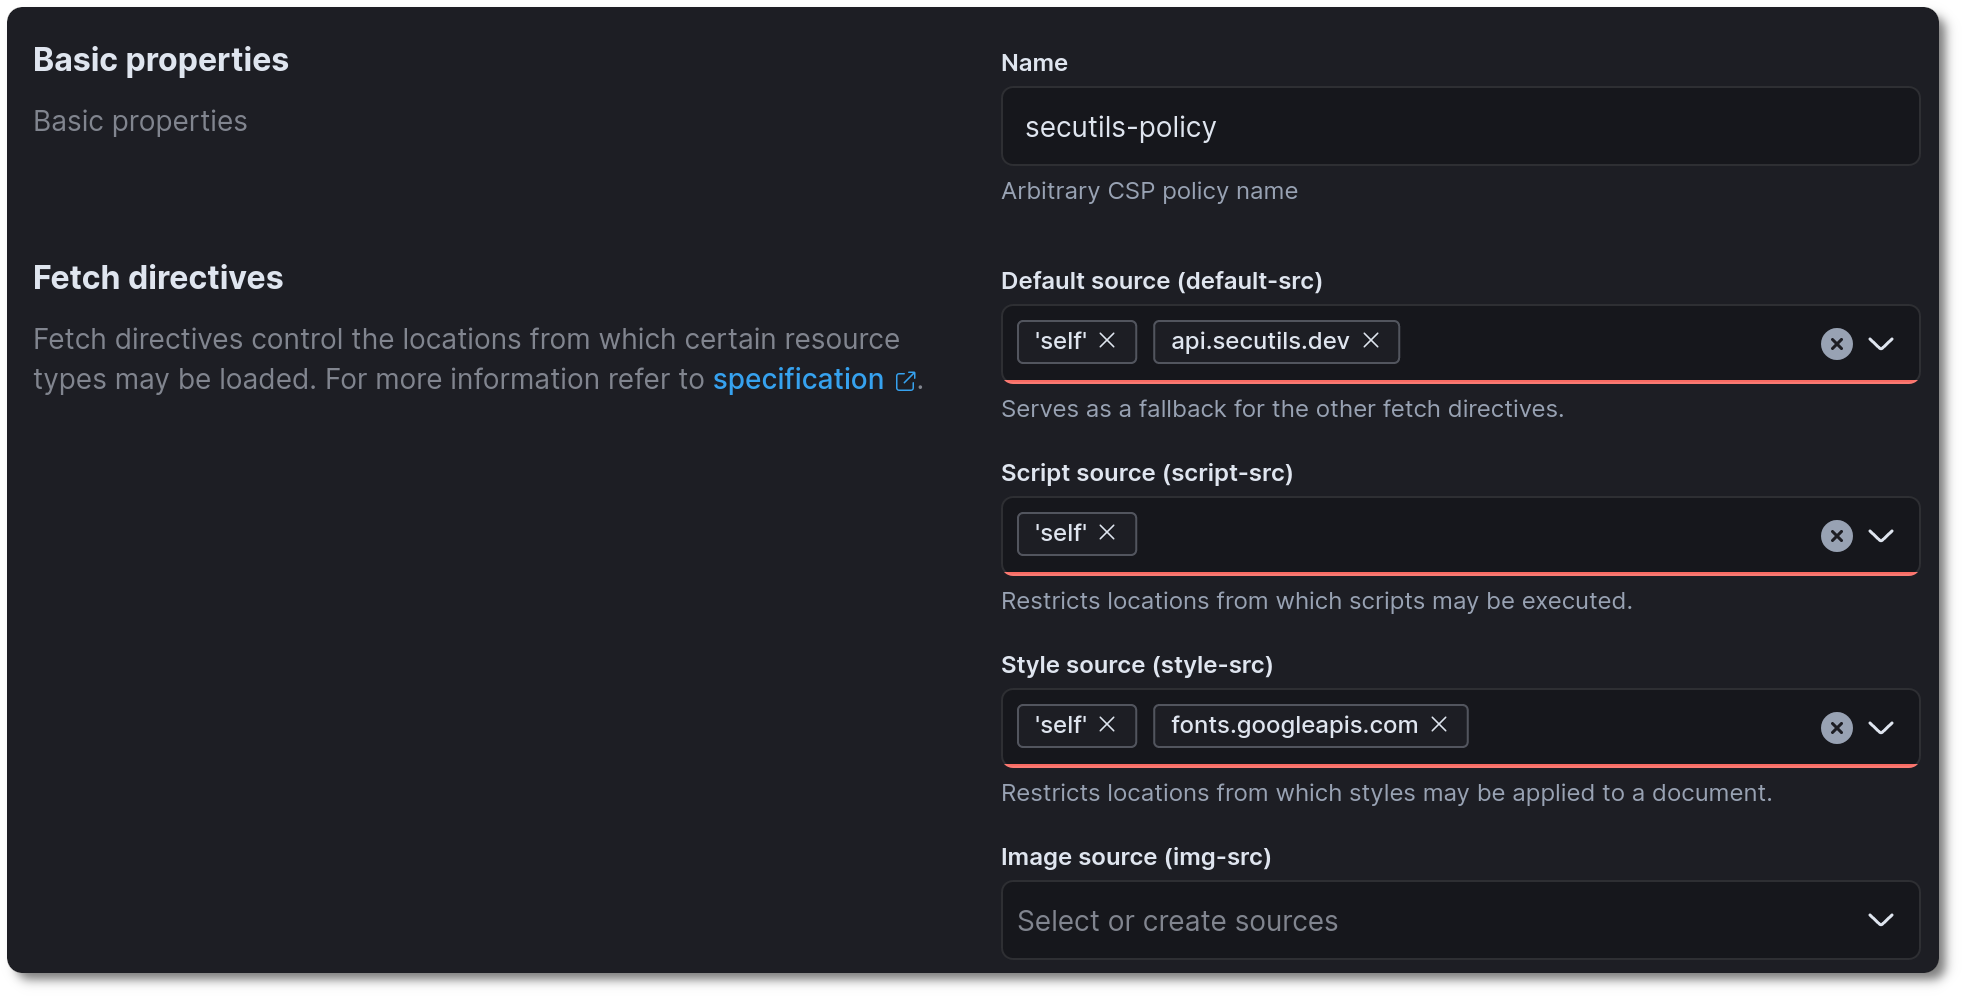 Basic properties
Basic properties
Name
secutils-policy
Arbitrary CSP policy name
Fetch directives
Fetch directives control the locations from which certain resource
types may be loaded. For more information refer to specification.
Default source (default-src)
'self' api.secutils.dev
Serves as a fallback for the other fetch directives.
Script source (script-src)
'self'
Restricts locations from which scripts may be executed.
Style source (style-src)
'self' fonts.googleapis.com
Restricts locations from which styles may be applied to a document.
Image source (img-src)
Select or create sources